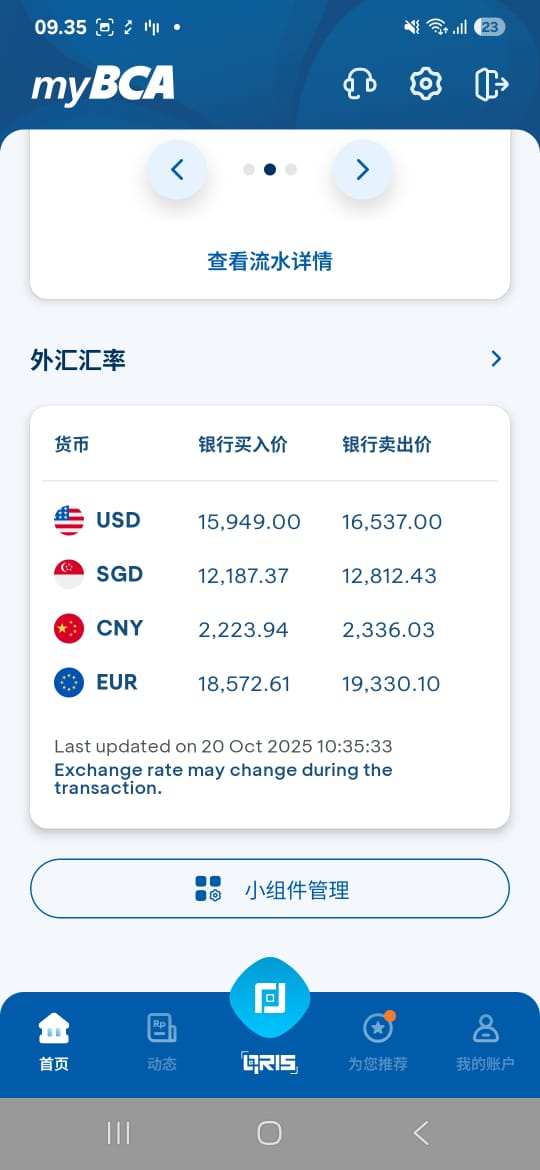 09.35
23
myBCA
查看流水详情
外汇汇率
货币 银行买入价 银行卖出价
USD 15,949.00 16,537.00
SGD 12,187.37 12,812.43
CNY 2,223.94 2,336.03
EUR 18,572.61 19,330.10
Last updated on 20 Oct 2025 10:35:33
Exchange rate may change during the
transaction.
小组件管理
Rp
首页 动态 QRIS 为您推荐 我的账户